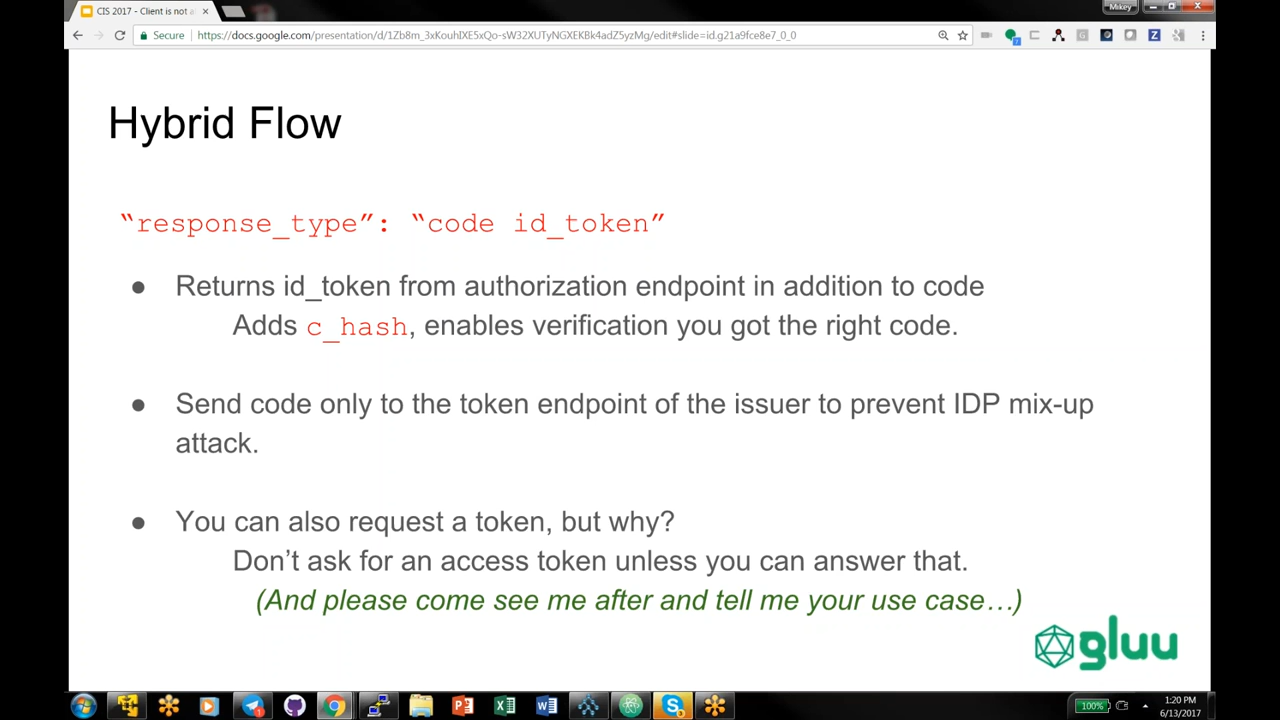 CIS 2017 - Client is not a
Mikey
Secure
https://docs.google.com/presentation/d/1Zb8m_3xKouhlXE5xQo-sW32XUTyNGXEKBk4adZ5yzMg/edit#slide=id.g21a9fce8e7_0_0
Hybrid Flow
“response_type”: “code id_token”
● Returns id_token from authorization endpoint in addition to code
Adds c_hash, enables verification you got the right code.
● Send code only to the token endpoint of the issuer to prevent IDP mix-up
attack.
● You can also request a token, but why?
Don’t ask for an access token unless you can answer that.
(And please come see me after and tell me your use case…)
gluu
100%
1:20 PM
6/13/2017